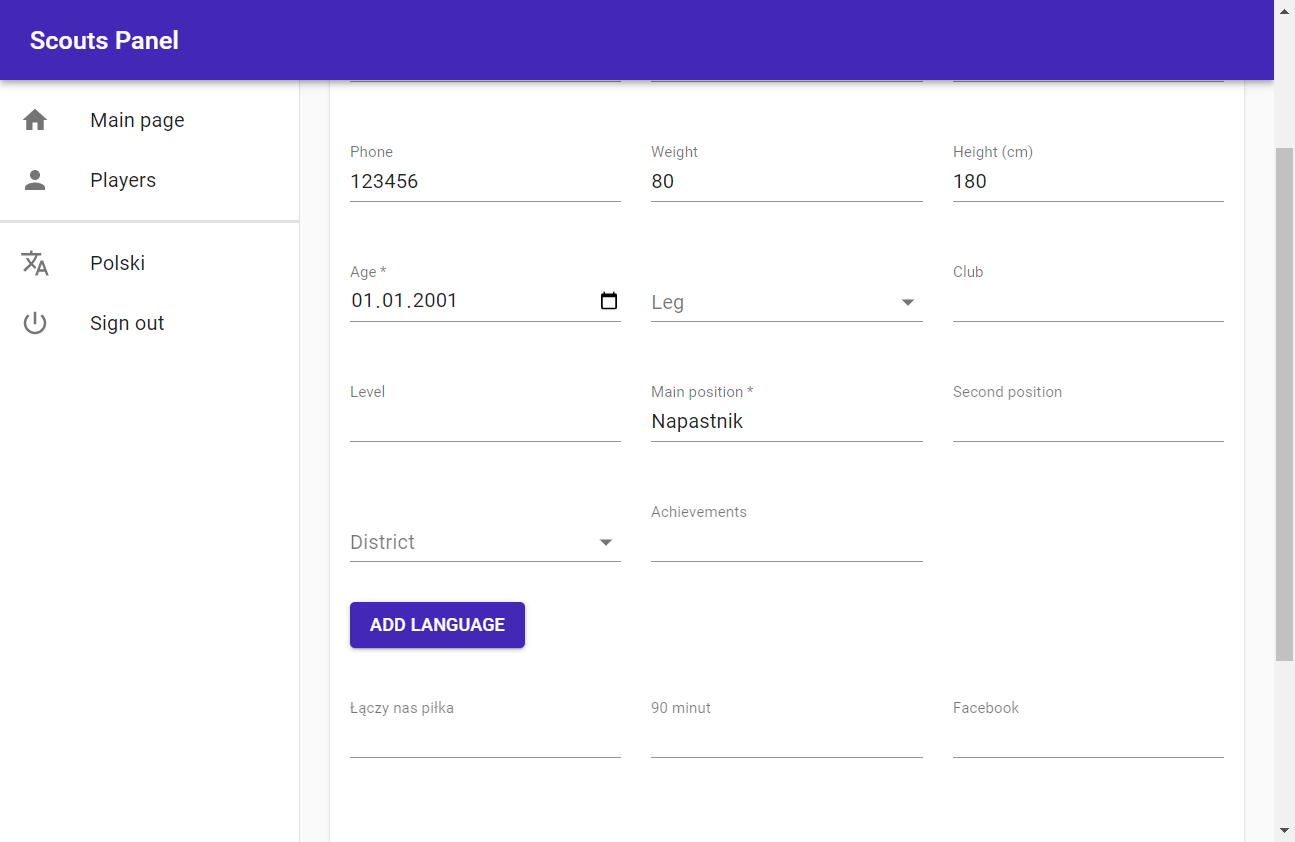 Scouts Panel
Main page
Players
Polski
Sign out
Phone Weight Height (cm)
123456 80 180
Age * Club
01.01.2001 Leg
Level Main position * Second position
Napastnik
Achievements
District
ADD LANGUAGE
Łączy nas piłka 90 minut Facebook